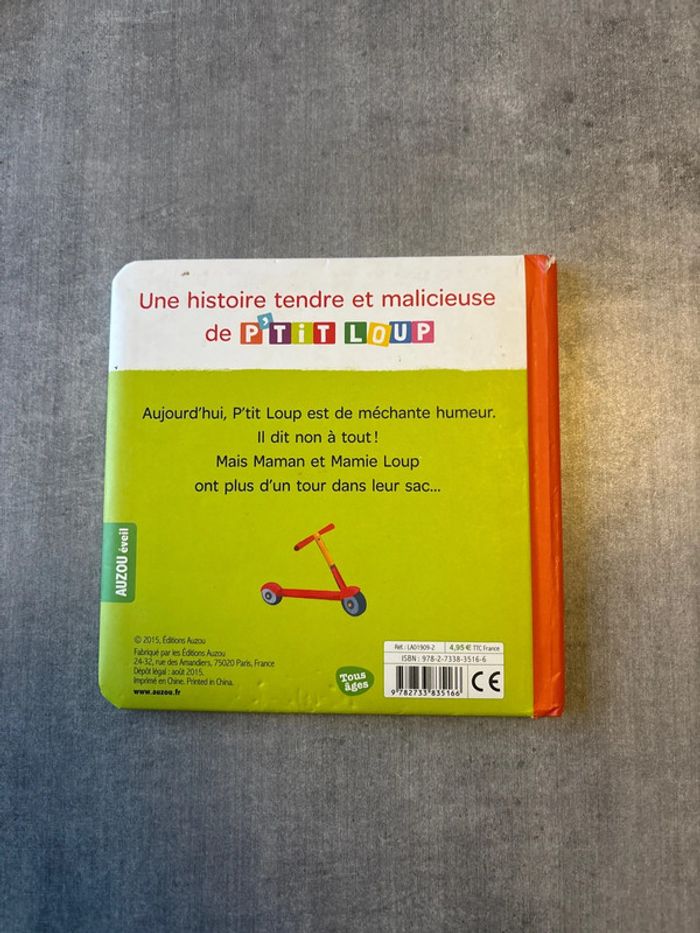 Une histoire tendre et malicieuse
de P'TiT LOUP
Aujourd'hui, P'tit Loup est de méchante humeur.
Il dit non à tout !
Mais Maman et Mamie Loup
ont plus d'un tour dans leur sac...
AUZOU éveil
© 2015, Éditions Auzou
Fabriqué par les Éditions Auzou
24-32, rue des Amandiers, 75020 Paris, France
Dépôt légal : août 2015.
Imprimé en Chine. Printed in China.
www.auzou.fr
Tous
âges
Réf. : LA01909-2
4,95 € TTC France
ISBN : 978-2-7338-3516-6
9 782733 835166
CE